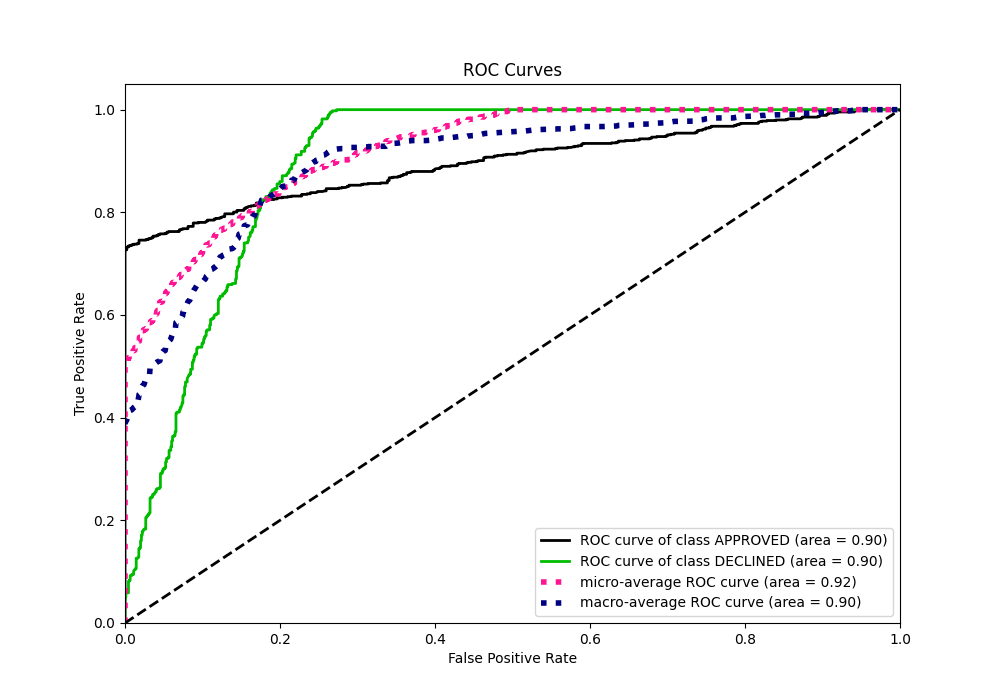 ROC Curves
True Positive Rate
1.0
0.8
0.6
0.4
0.2
0.0
ROC curve of class APPROVED (area = 0.90)
ROC curve of class DECLINED (area = 0.90)
micro-average ROC curve (area = 0.92)
macro-average ROC curve (area = 0.90)
0.0 0.2 0.4 0.6 0.8 1.0
False Positive Rate